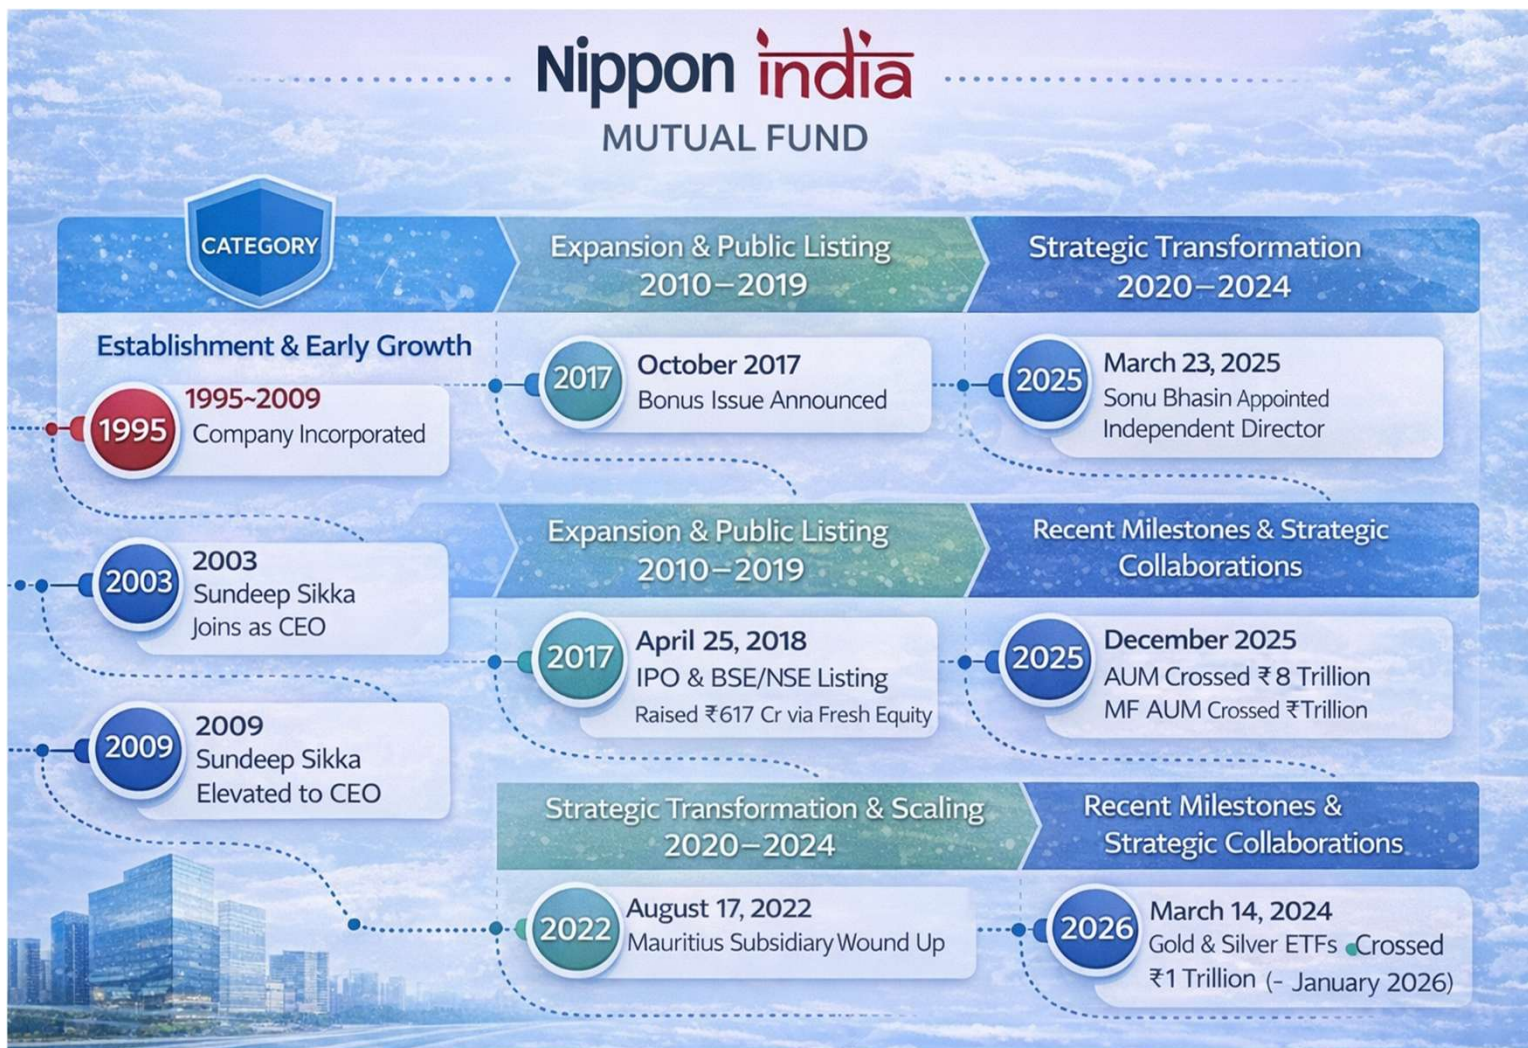 Nippon india
MUTUAL FUND
CATEGORY
Expansion & Public Listing
2010–2019
Strategic Transformation
2020–2024
Establishment & Early Growth
1995
1995~2009
Company Incorporated
2017
October 2017
Bonus Issue Announced
2025
March 23, 2025
Sonu Bhasin Appointed
Independent Director
Expansion & Public Listing
2010–2019
Recent Milestones & Strategic
Collaborations
2003
2003
Sundeep Sikka
Joins as CEO
2017
April 25, 2018
IPO & BSE/NSE Listing
Raised ₹617 Cr via Fresh Equity
2025
December 2025
AUM Crossed ₹ 8 Trillion
MF AUM Crossed ₹Trillion
2009
2009
Sundeep Sikka
Elevated to CEO
Strategic Transformation & Scaling
2020–2024
Recent Milestones &
Strategic Collaborations
2022
August 17, 2022
Mauritius Subsidiary Wound Up
2026
March 14, 2024
Gold & Silver ETFs Crossed
₹1 Trillion (- January 2026)